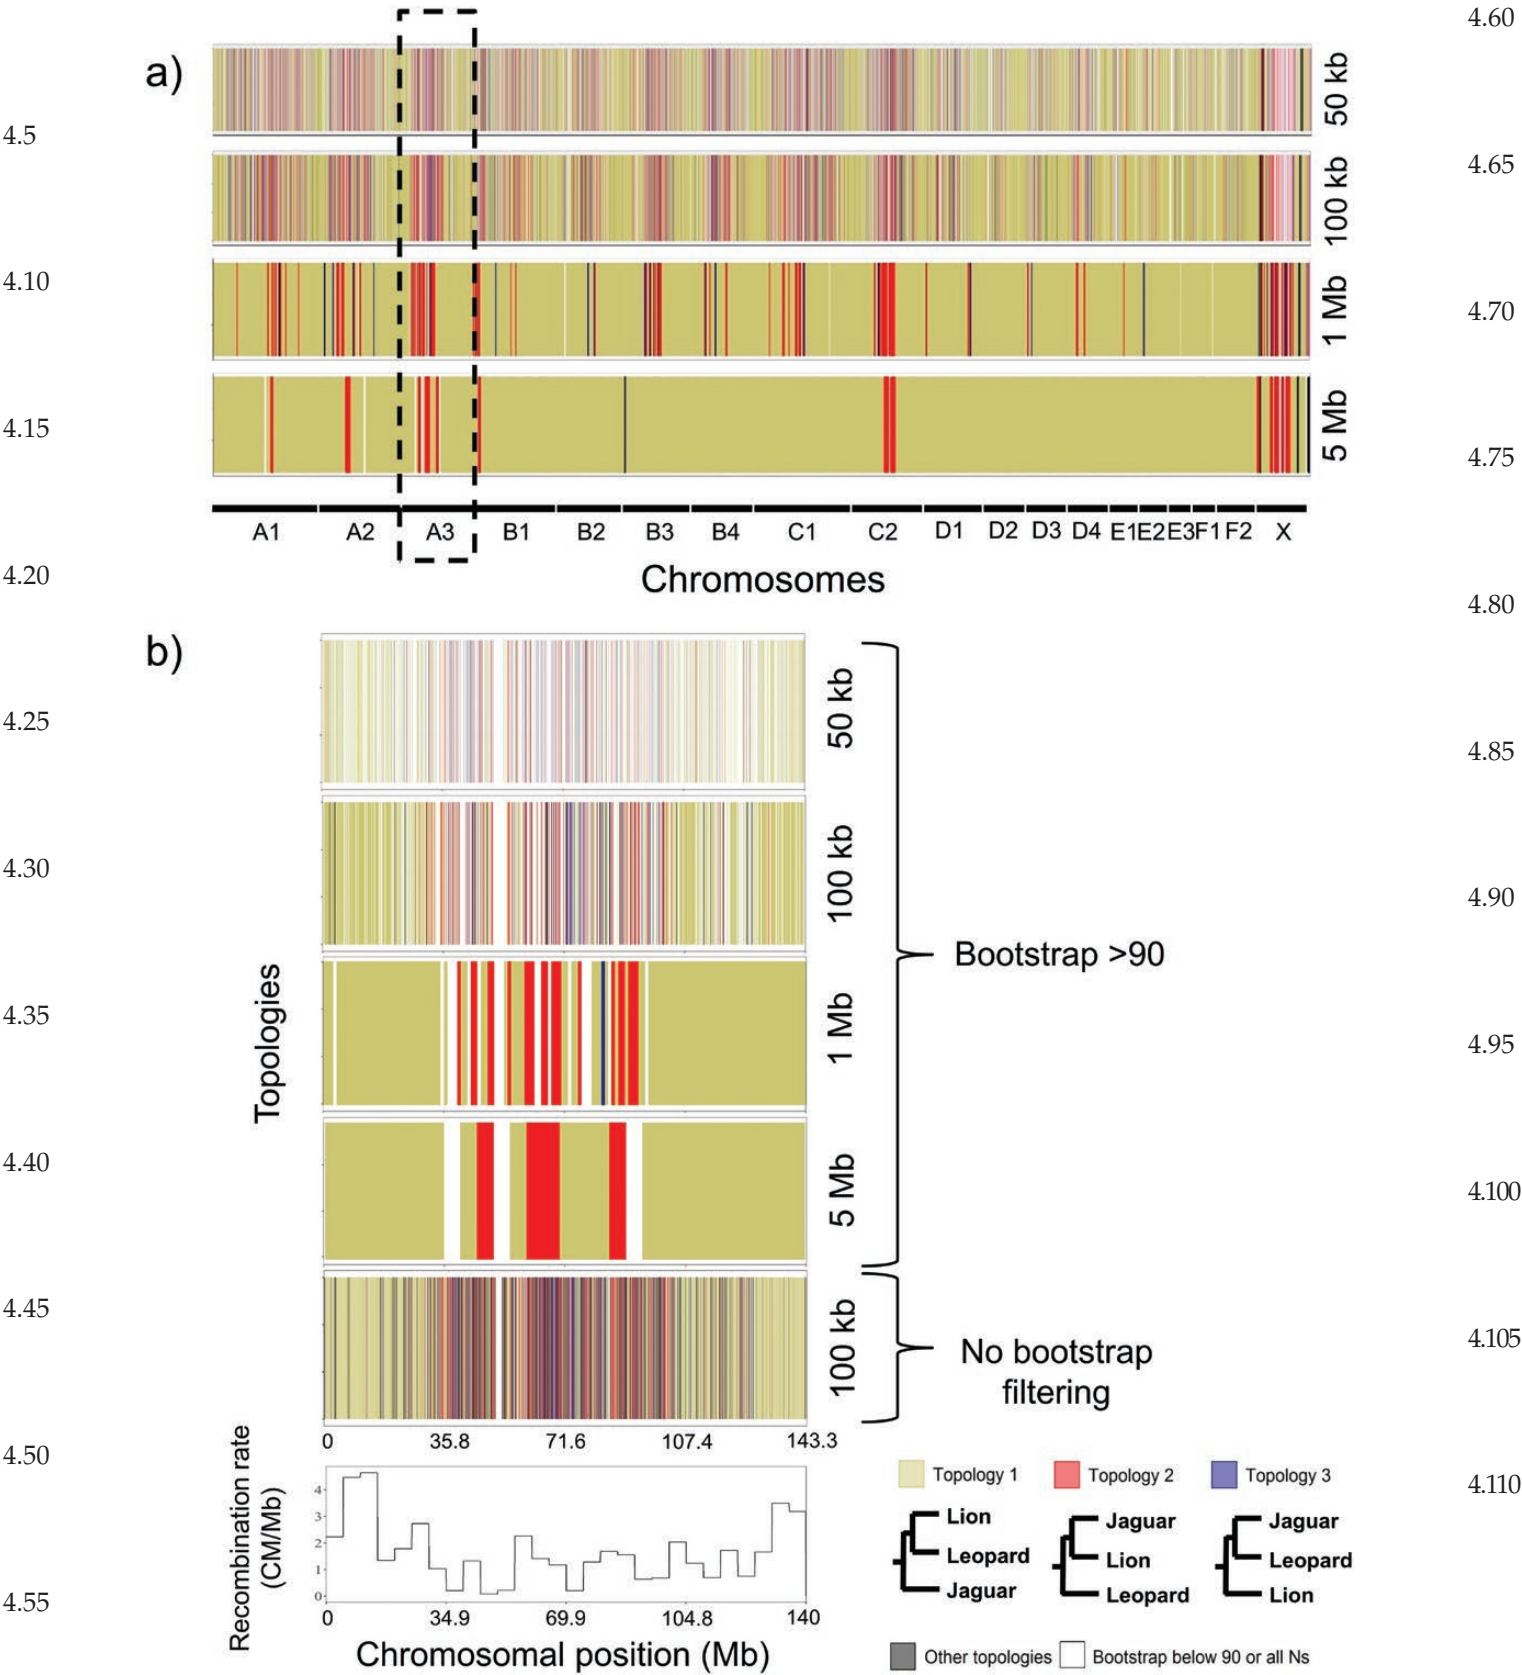 4.5
4.10
4.15
4.20
4.25
4.30
4.35
4.40
4.45
4.50
4.55
4.60
4.65
4.70
4.75
4.80
4.85
4.90
4.95
4.100
4.105
4.110
a)
50 kb
100 kb
1 Mb
5 Mb
A1 A2 A3 B1 B2 B3 B4 C1 C2 D1 D2 D3 D4 E1 E2 E3 F1 F2 X
Chromosomes
b)
Topologies
50 kb
100 kb
1 Mb
5 Mb
Bootstrap >90
100 kb
No bootstrap
filtering
0 35.8 71.6 107.4 143.3
Recombination rate
(CM/Mb)
4
3
2
1
0
0 34.9 69.9 104.8 140
Chromosomal position (Mb)
Topology 1 Topology 2 Topology 3
Lion
Leopard
Jaguar
Jaguar
Lion
Leopard
Jaguar
Leopard
Lion
Other topologies Bootstrap below 90 or all Ns